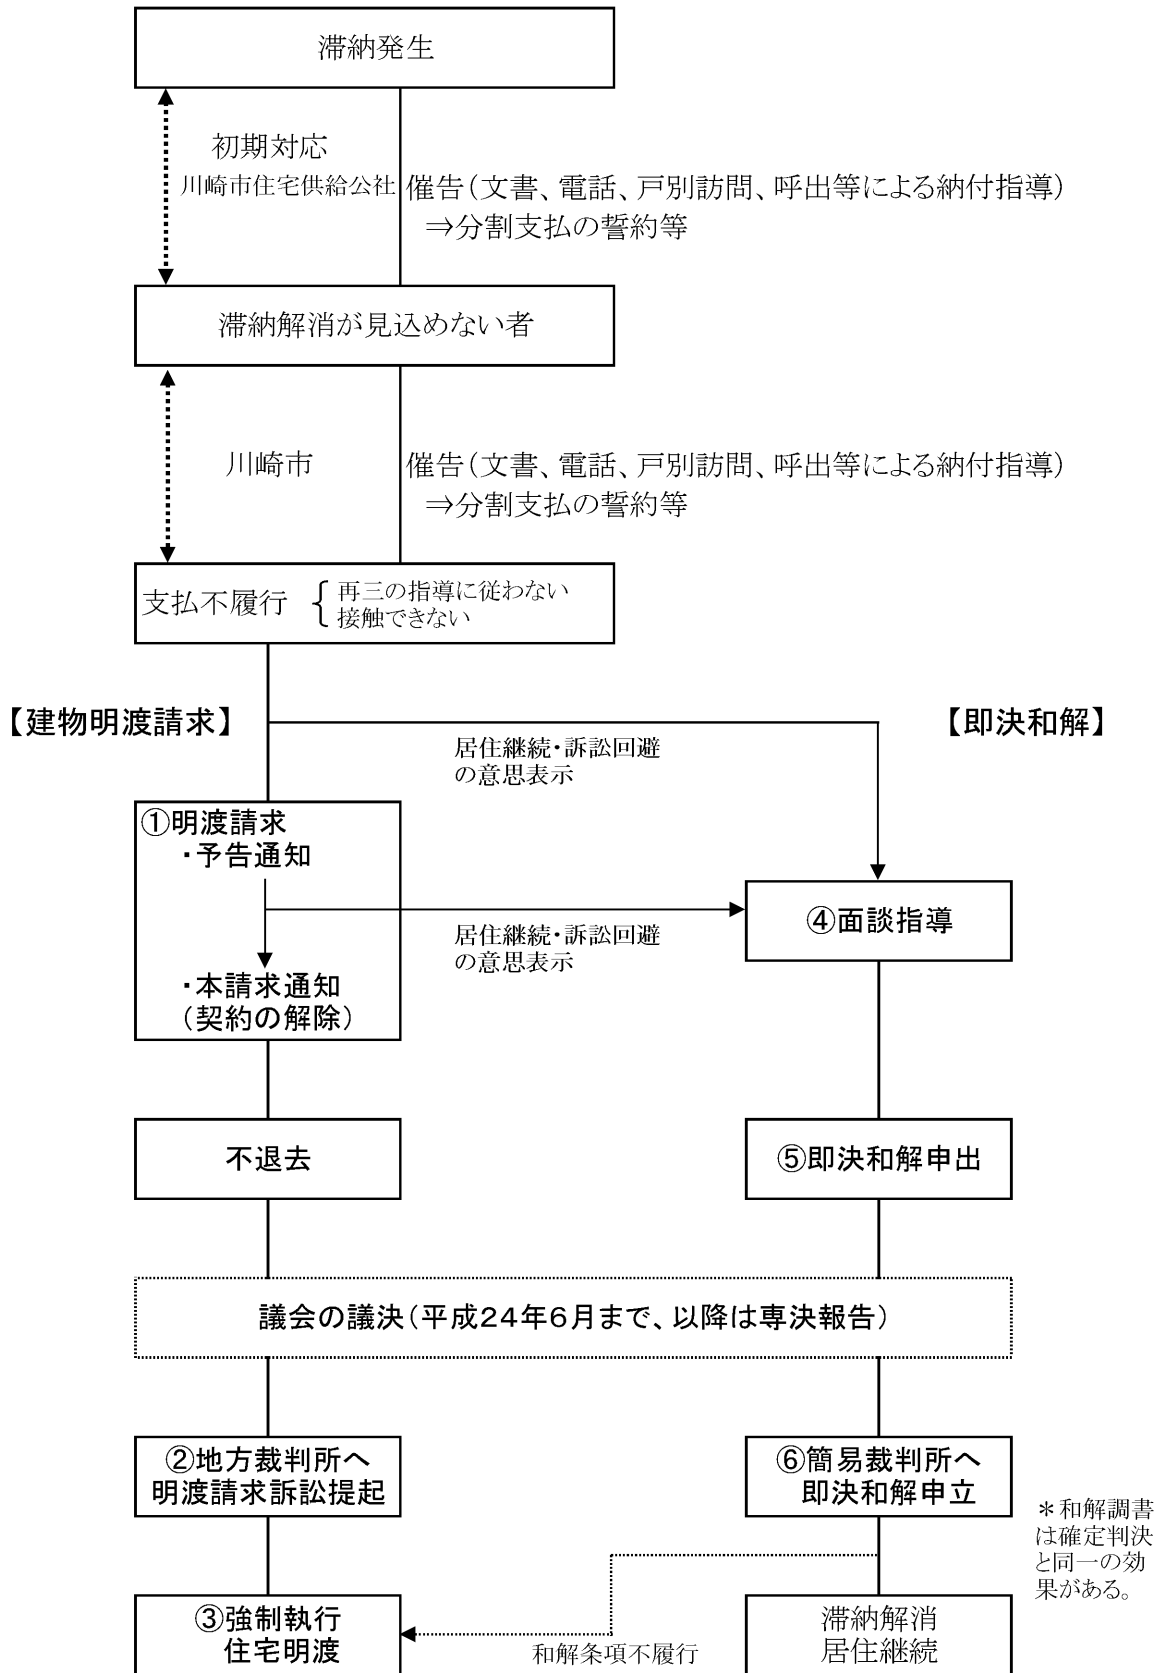 滞納発生
初期対応
川崎市住宅供給公社
催告(文書、電話、戸別訪問、呼出等による納付指導)
⇒分割支払の誓約等
滞納解消が見込めない者
川崎市
催告(文書、電話、戸別訪問、呼出等による納付指導)
⇒分割支払の誓約等
支払不履行
再三の指導に従わない
接触できない
【建物明渡請求】
【即決和解】
居住継続・訴訟回避
の意思表示
①明渡請求
・予告通知
④面談指導
居住継続・訴訟回避
の意思表示
・本請求通知
(契約の解除)
不退去
⑤即決和解申出
議会の議決(平成24年6月まで、以降は専決報告)
②地方裁判所へ
明渡請求訴訟提起
⑥簡易裁判所へ
即決和解申立
*和解調書
は確定判決
と同一の効
果がある。
③強制執行
住宅明渡
和解条項不履行
滞納解消
居住継続